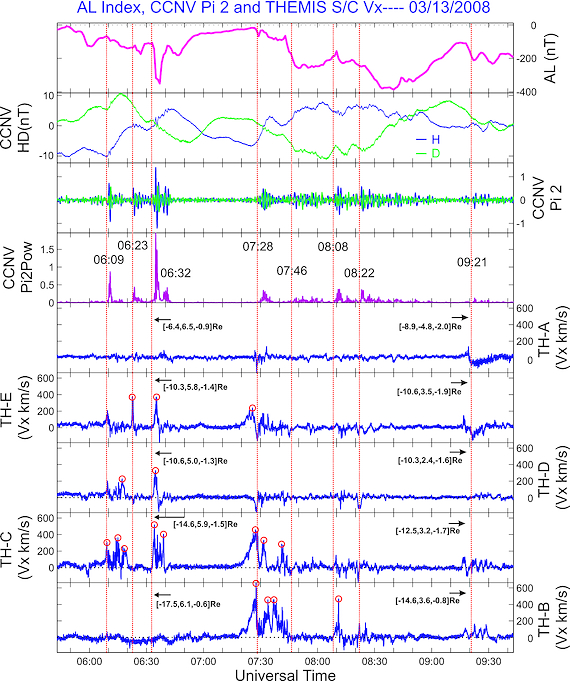 AL Index, CCNV Pi 2 and THEMIS S/C Vx---- 03/13/2008
0
-200
-400
AL (nT)
10
0
-10
CCNV
HD(nT)
H
D
1
0
-1
CCNV
Pi 2
1.5
1
0.5
0
CCNV
Pi2Pow
06:09
06:23
06:32
07:28
07:46
08:08
08:22
09:21
600
400
200
0
TH-A
(Vx km/s)
[-6.4,6.5,-0.9]Re
[-8.9,-4.8,-2.0]Re
600
400
200
0
TH-E
(Vx km/s)
[-10.3,5.8,-1.4]Re
[-10.6,3.5,-1.9]Re
600
400
200
0
TH-D
(Vx km/s)
[-10.6,5.0,-1.3]Re
[-10.3,2.4,-1.6]Re
600
400
200
0
TH-C
(Vx km/s)
[-14.6,5.9,-1.5]Re
[-12.5,3.2,-1.7]Re
600
400
200
0
TH-B
(Vx km/s)
[-17.5,6.1,-0.6]Re
[-14.6,3.6,-0.8]Re
06:00 06:30 07:00 07:30 08:00 08:30 09:00 09:30
Universal Time